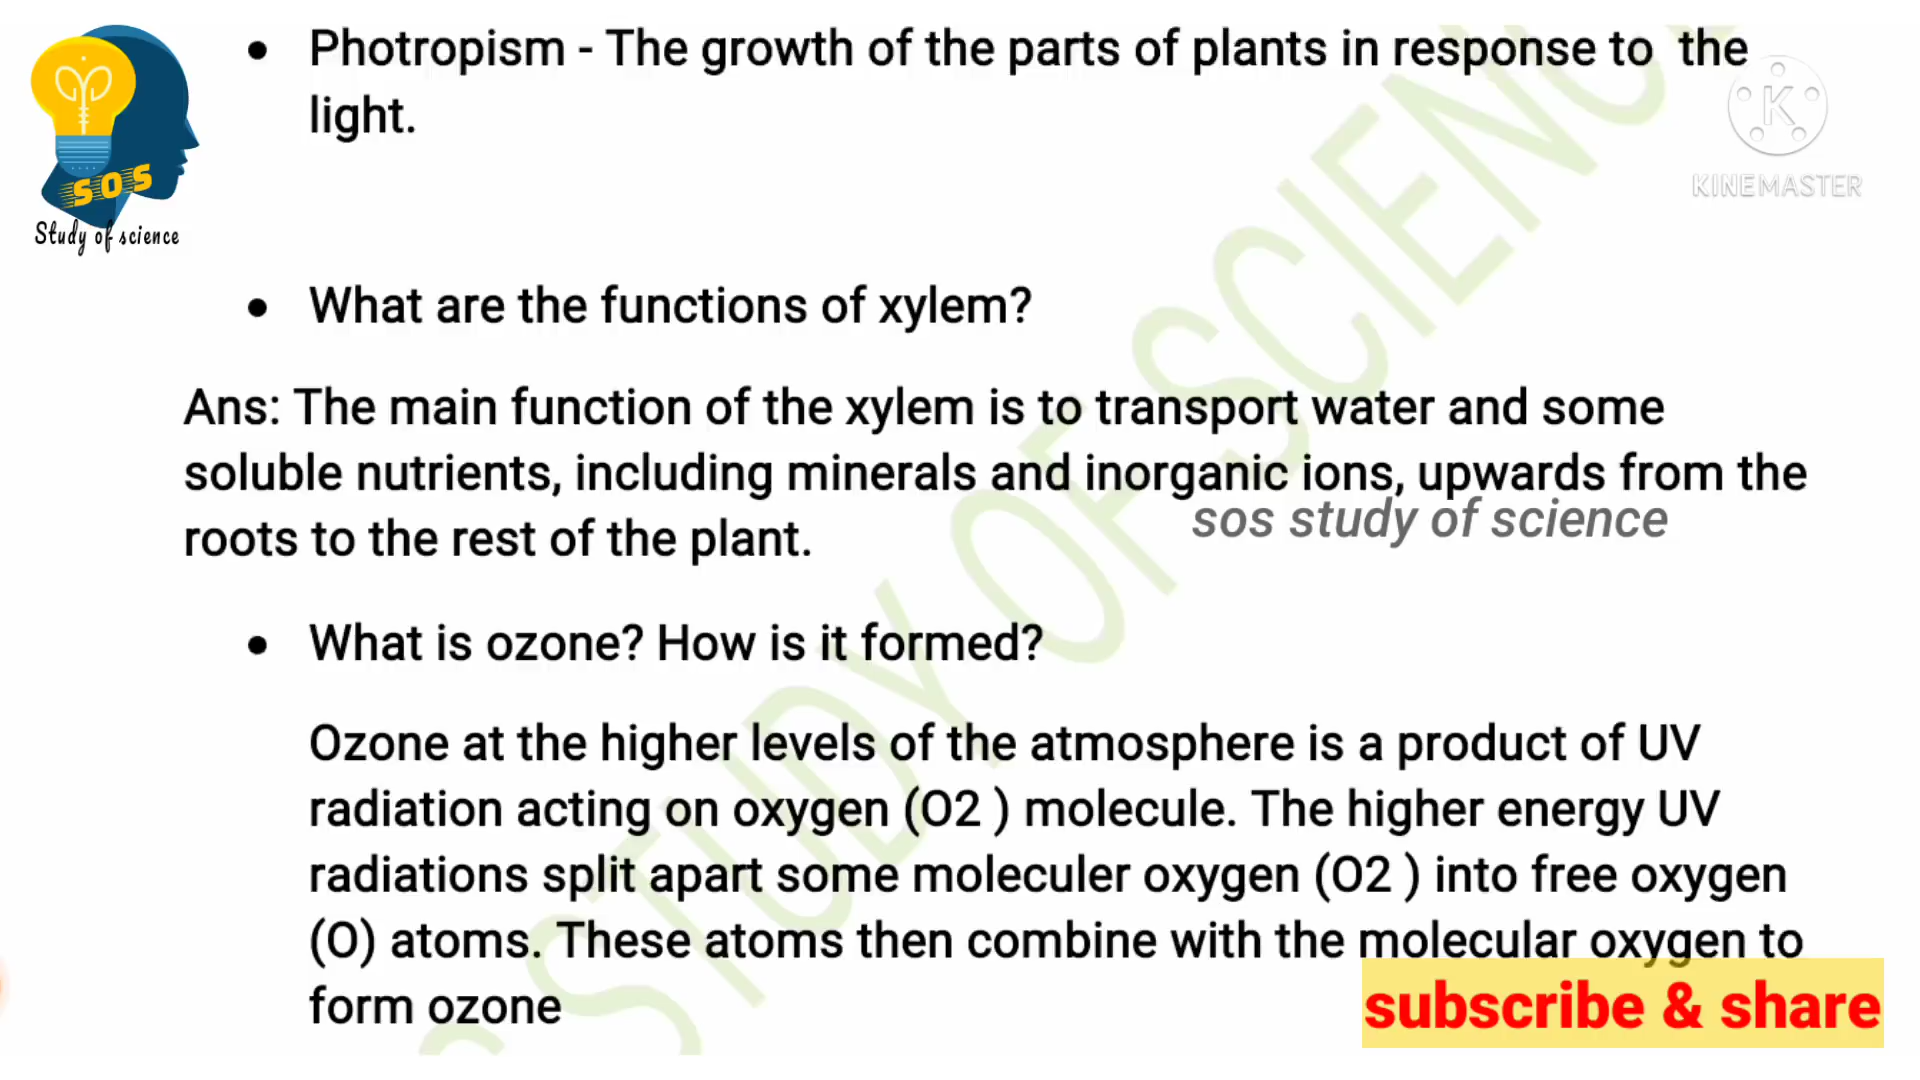 • Photropism - The growth of the parts of plants in response to the
light.
K
KINEMASTER
SOS
Study of science
• What are the functions of xylem?
Ans: The main function of the xylem is to transport water and some
soluble nutrients, including minerals and inorganic ions, upwards from the
roots to the rest of the plant.
sos study of science
• What is ozone? How is it formed?
Ozone at the higher levels of the atmosphere is a product of UV
radiation acting on oxygen (O2 ) molecule. The higher energy UV
radiations split apart some moleculer oxygen (O2 ) into free oxygen
(O) atoms. These atoms then combine with the molecular oxygen to
form ozone
subscribe & share
STUDY OF SCIENC